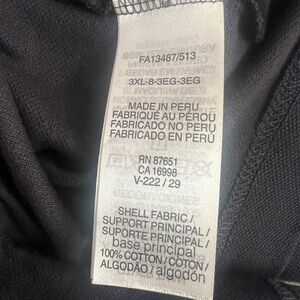 FA13487/513
3XL-8-3EG-3EG
MADE IN PERU
FABRIQUÉ AU PÉROU
FABRICADO NO PERU
FABRICADO EN PERÚ
RN 87651
CA 16998
V-222 / 29
SHELL FABRIC /
SUPPORT PRINCIPAL /
SUPORTE PRINCIPAL /
base principal
100% COTTON / COTON /
ALGODÃO / algodón